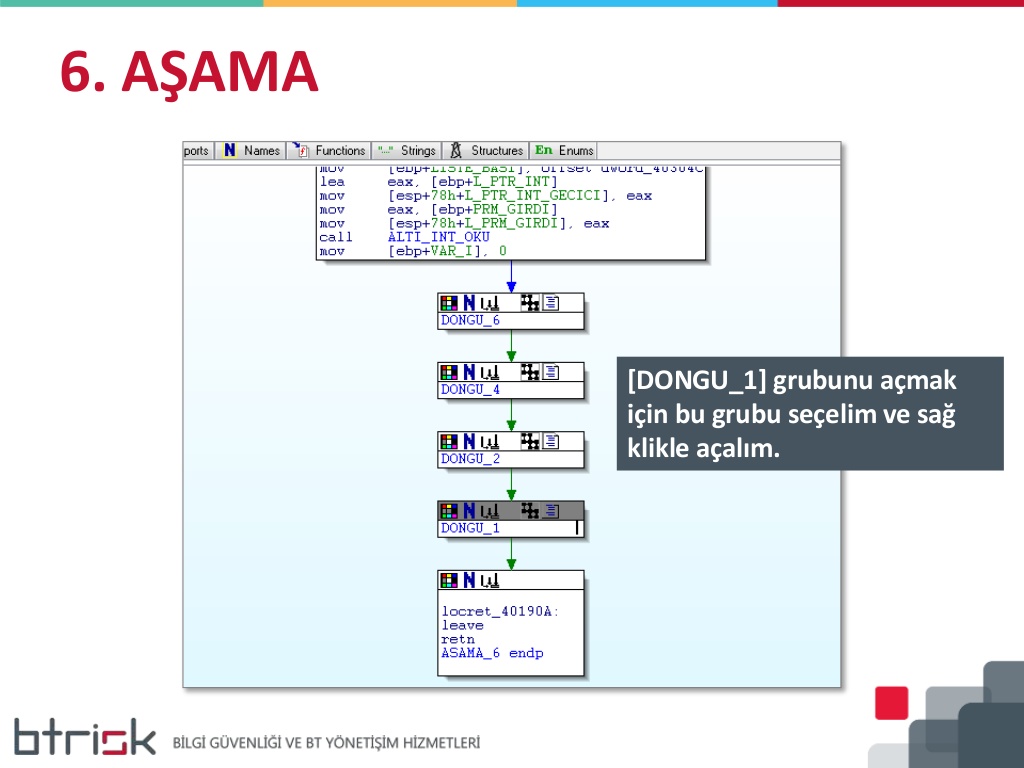 6. AŞAMA
ports N Names Functions "..." Strings Structures En Enums
mov [ebp+LISTE_BASI], offset dword_40304C
lea eax, [ebp+L_PTR_INT]
mov [esp+78h+L_PTR_INT_GECICI], eax
mov eax, [ebp+PRM_GIRDI]
mov [esp+78h+L_PRM_GIRDI], eax
call ALTI_INT_OKU
mov [ebp+VAR_I], 0
DONGU_6
DONGU_4
[DONGU_1] grubunu açmak
için bu grubu seçelim ve sağ
klikle açalım.
DONGU_2
DONGU_1
locret_40190A:
leave
retn
ASAMA_6 endp
btrisk BİLGİ GÜVENLİĞİ VE BT YÖNETİŞİM HİZMETLERİ